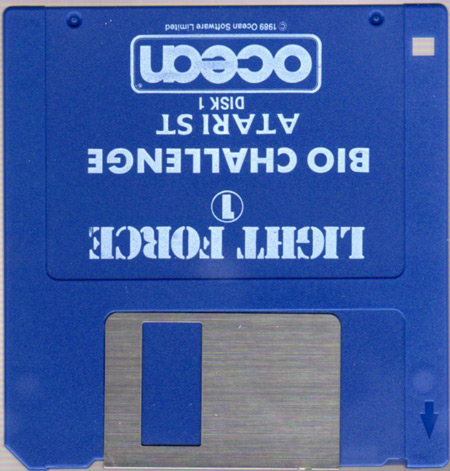 LIGHT FORCE
1
BIO CHALLENGE
ATARI ST
DISK 1
ocean
® 
© 1989 Ocean Software Limited